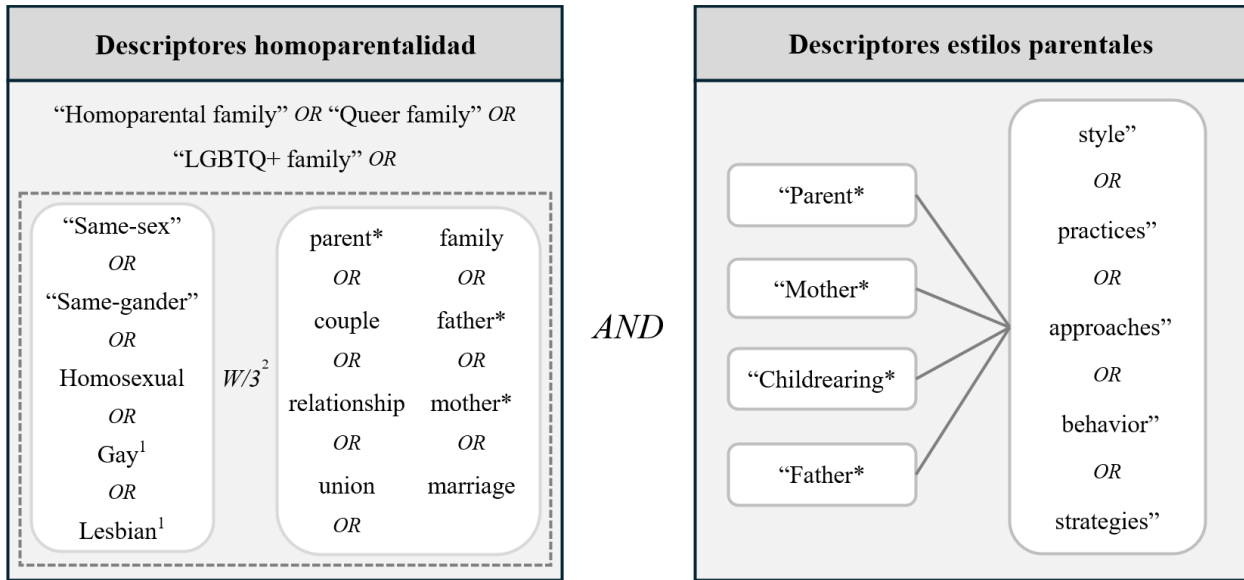 Descriptores homoparentalidad
“Homoparental family” OR “Queer family” OR
“LGBTQ+ family” OR
“Same-sex”
OR
“Same-gander”
OR
Homosexual
OR
Gay1
OR
Lesbian1
W/32
parent*
OR
couple
OR
relationship
OR
union
OR
family
OR
father*
OR
mother*
OR
marriage
AND
Descriptores estilos parentales
“Parent*
“Mother*
“Childrearing*
“Father*
style”
OR
practices”
OR
approaches”
OR
behavior”
OR
strategies”